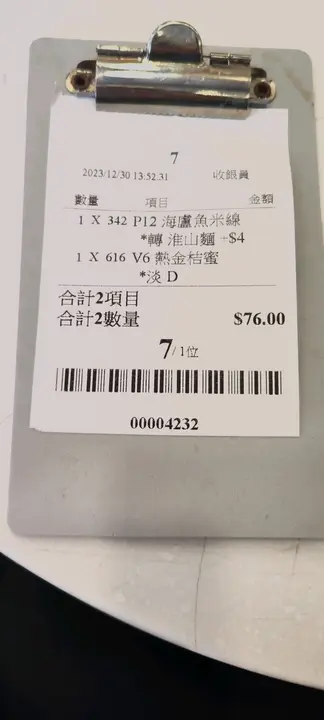 7
2023/12/30 13:52:31 收銀員
數量 項目 金額
1 X 342 P12 海鱸魚米線
*轉 淮山麵 +$4
1 X 616 V6 熱金桔蜜
*淡 D
合計2項目
合計2數量 $76.00
7/1位
00004232